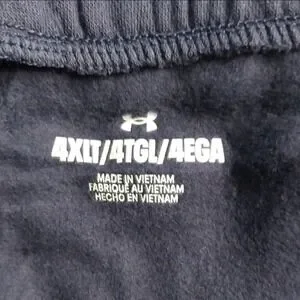 4XLT/4TGL/4EGA
MADE IN VIETNAM
FABRIQUÉ AU VIETNAM
HECHO EN VIETNAM